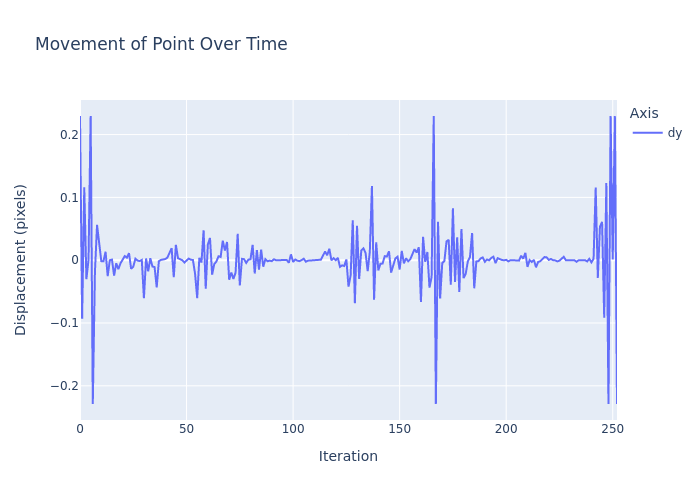 Movement of Point Over Time
Axis
dy
0.2
0.1
0
−0.1
−0.2
Displacement (pixels)
0 50 100 150 200 250
Iteration